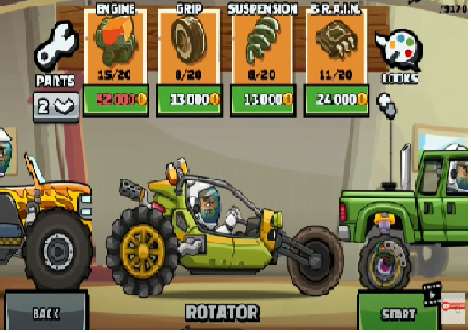 ENGINE GRIP SUSPENSION B.R.A.I.N.
15/20 8/20 8/20 11/20
PARTS LOOKS
42000 13000 13000 24000
2
BACK ROTATOR START